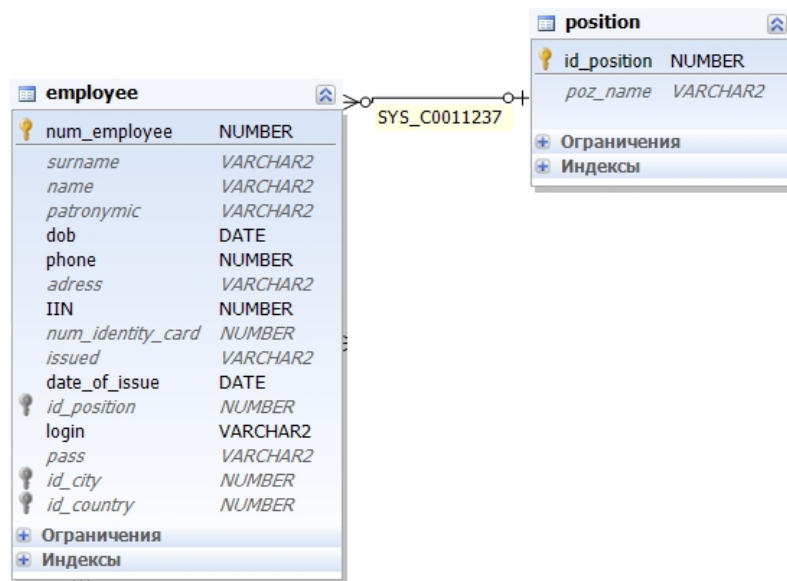 position
id_position NUMBER
poz_name VARCHAR2
Ограничения
Индексы
SYS_C0011237
employee
num_employee NUMBER
surname VARCHAR2
name VARCHAR2
patronymic VARCHAR2
dob DATE
phone NUMBER
adress VARCHAR2
IIN NUMBER
num_identity_card NUMBER
issued VARCHAR2
date_of_issue DATE
id_position NUMBER
login VARCHAR2
pass VARCHAR2
id_city NUMBER
id_country NUMBER
Ограничения
Индексы